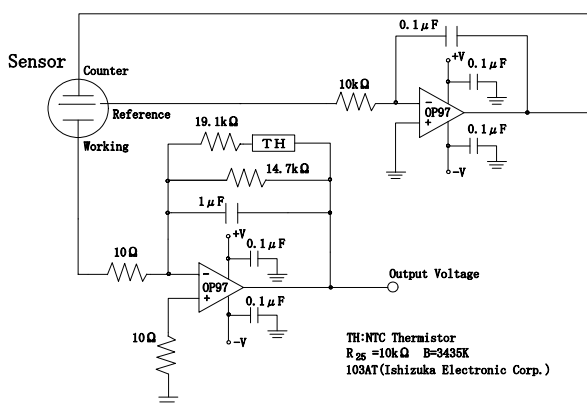 0.1μF
Sensor
Counter
+V
0.1μF
Reference
10kΩ
−
+
OP97
Working
19.1kΩ
TH
0.1μF
14.7kΩ
−V
1μF
+V
10Ω
0.1μF
−
OP97
+
Output Voltage
0.1μF
10Ω
−V
TH:NTC Thermistor
R25 =10kΩ B=3435K
103AT(Ishizuka Electronic Corp.)